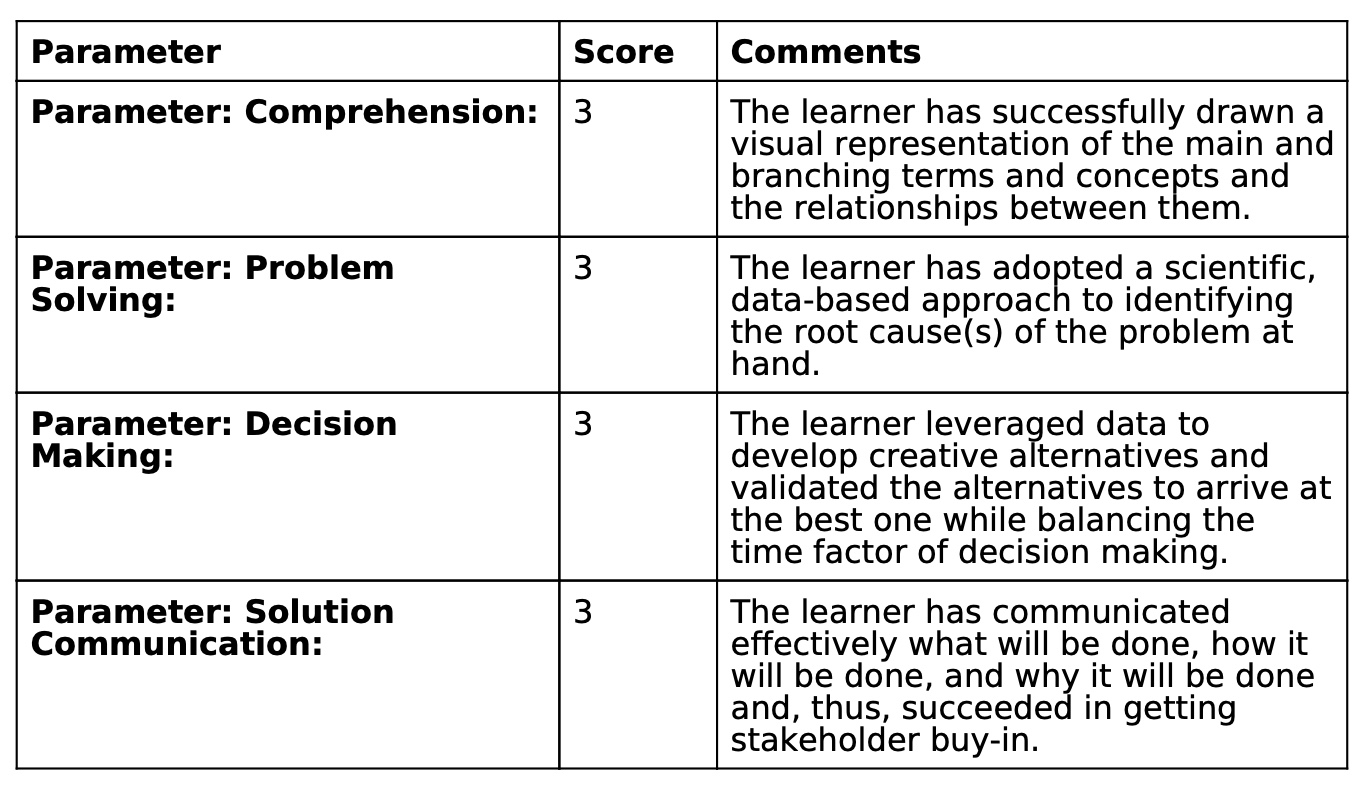 Parameter Score Comments
Parameter: Comprehension: 3 The learner has successfully drawn a
visual representation of the main and
branching terms and concepts and
the relationships between them.
Parameter: Problem 3 The learner has adopted a scientific,
Solving: data-based approach to identifying
the root cause(s) of the problem at
hand.
Parameter: Decision 3 The learner leveraged data to
Making: develop creative alternatives and
validated the alternatives to arrive at
the best one while balancing the
time factor of decision making.
Parameter: Solution 3 The learner has communicated
Communication: effectively what will be done, how it
will be done, and why it will be done
and, thus, succeeded in getting
stakeholder buy-in.